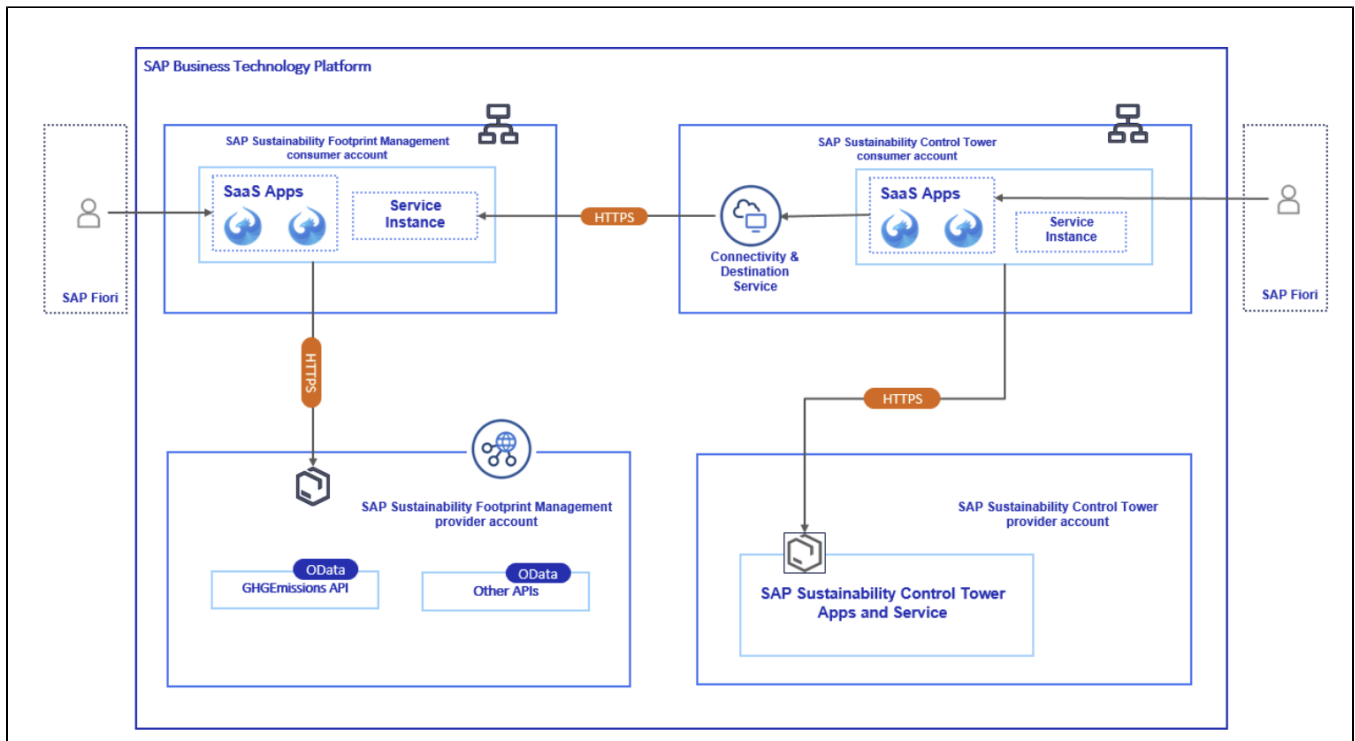 SAP Business Technology Platform
SAP Sustainability Footprint Management
consumer account
SaaS Apps
Service
Instance
HTTPS
Connectivity &
Destination
Service
SAP Sustainability Control Tower
consumer account
SaaS Apps
Service
Instance
SAP Fiori
SAP Fiori
HTTPS
HTTPS
SAP Sustainability Footprint Management
provider account
OData
GHGEmissions API
OData
Other APIs
SAP Sustainability Control Tower
provider account
SAP Sustainability Control Tower
Apps and Service